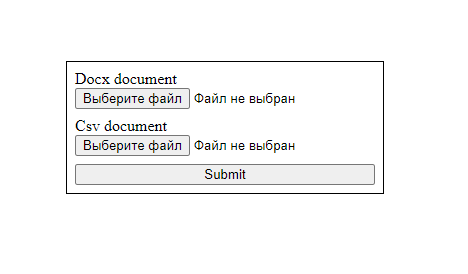 Docx document
Выберите файл Файл не выбран
Csv document
Выберите файл Файл не выбран
Submit